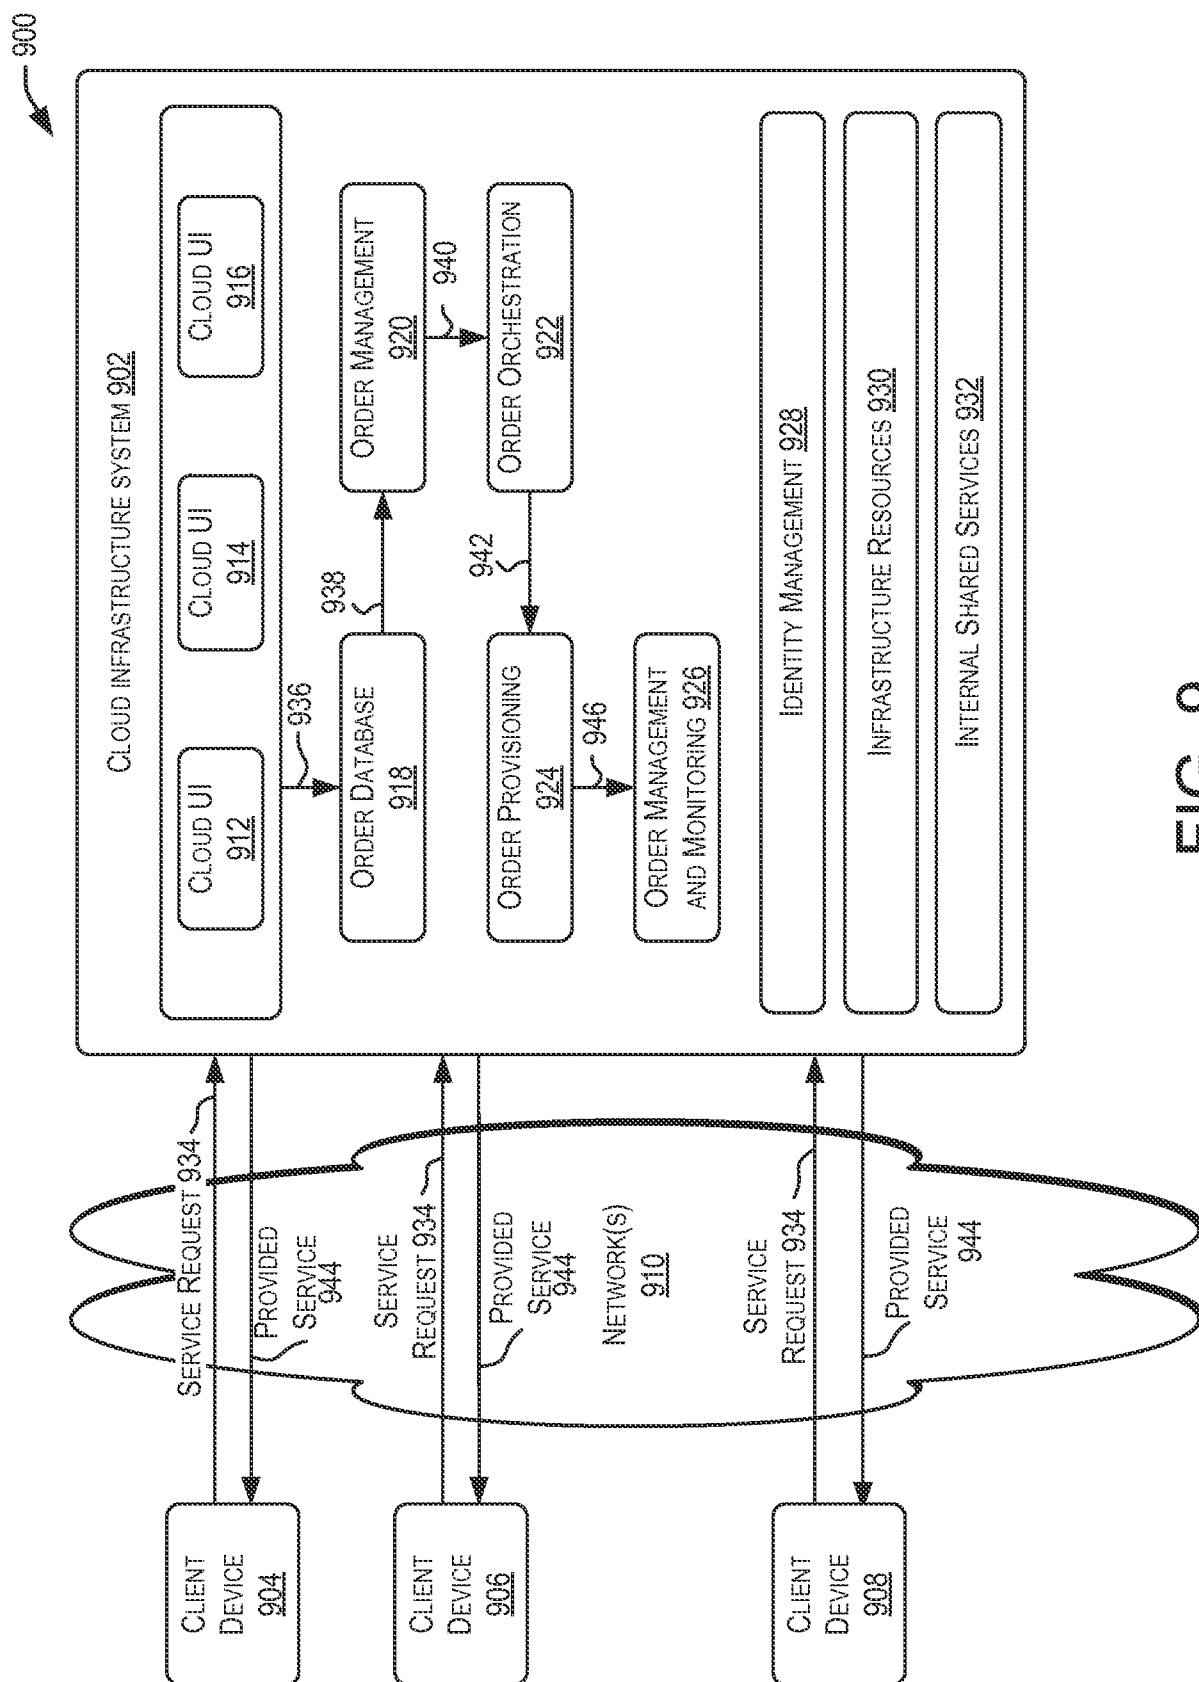 900
CLOUD INFRASTRUCTURE SYSTEM 902
CLOUD UI
912
CLOUD UI
914
CLOUD UI
916
936
ORDER DATABASE
918
938
ORDER MANAGEMENT
920
940
ORDER ORCHESTRATION
922
942
ORDER PROVISIONING
924
946
ORDER MANAGEMENT
AND MONITORING 926
IDENTITY MANAGEMENT 928
INFRASTRUCTURE RESOURCES 930
INTERNAL SHARED SERVICES 932
CLIENT
DEVICE
904
SERVICE REQUEST 934
PROVIDED
SERVICE
944
CLIENT
DEVICE
906
SERVICE
REQUEST 934
PROVIDED
SERVICE
944
NETWORK(S)
910
CLIENT
DEVICE
908
SERVICE
REQUEST 934
PROVIDED
SERVICE
944
FIG.